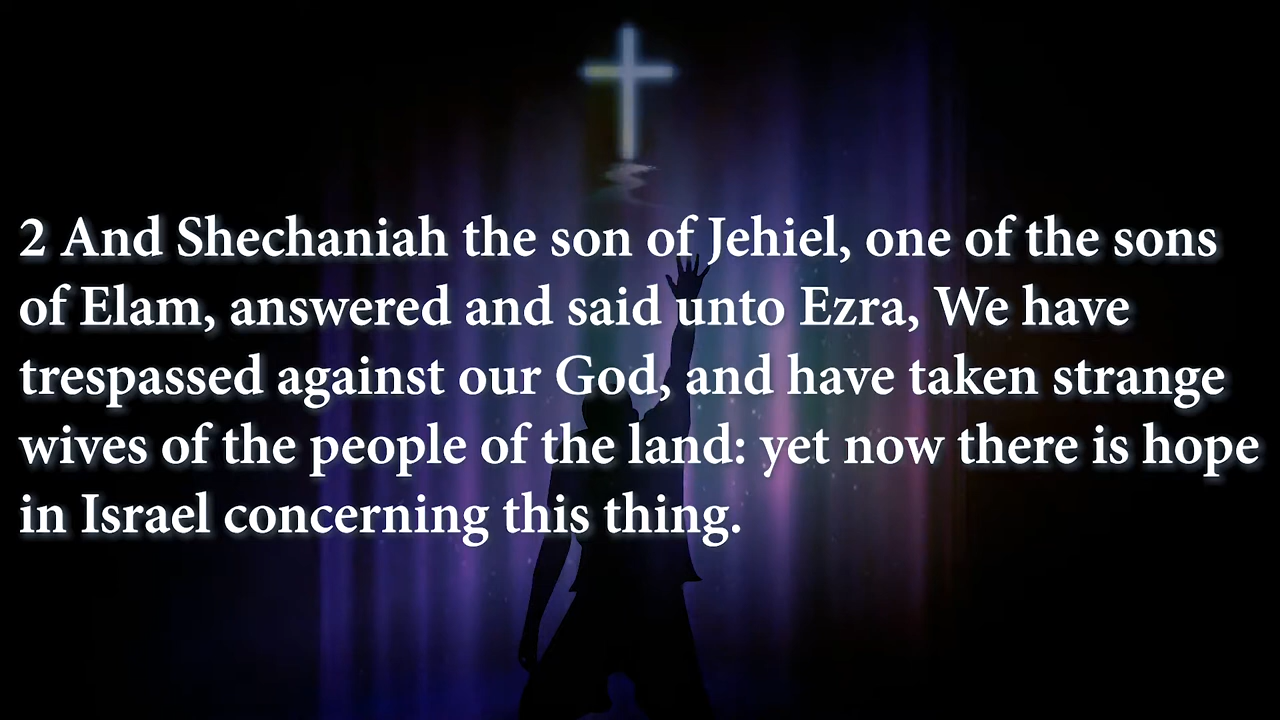 2 And Shechaniah the son of Jehiel, one of the sons
of Elam, answered and said unto Ezra, We have
trespassed against our God, and have taken strange
wives of the people of the land: yet now there is hope
in Israel concerning this thing.